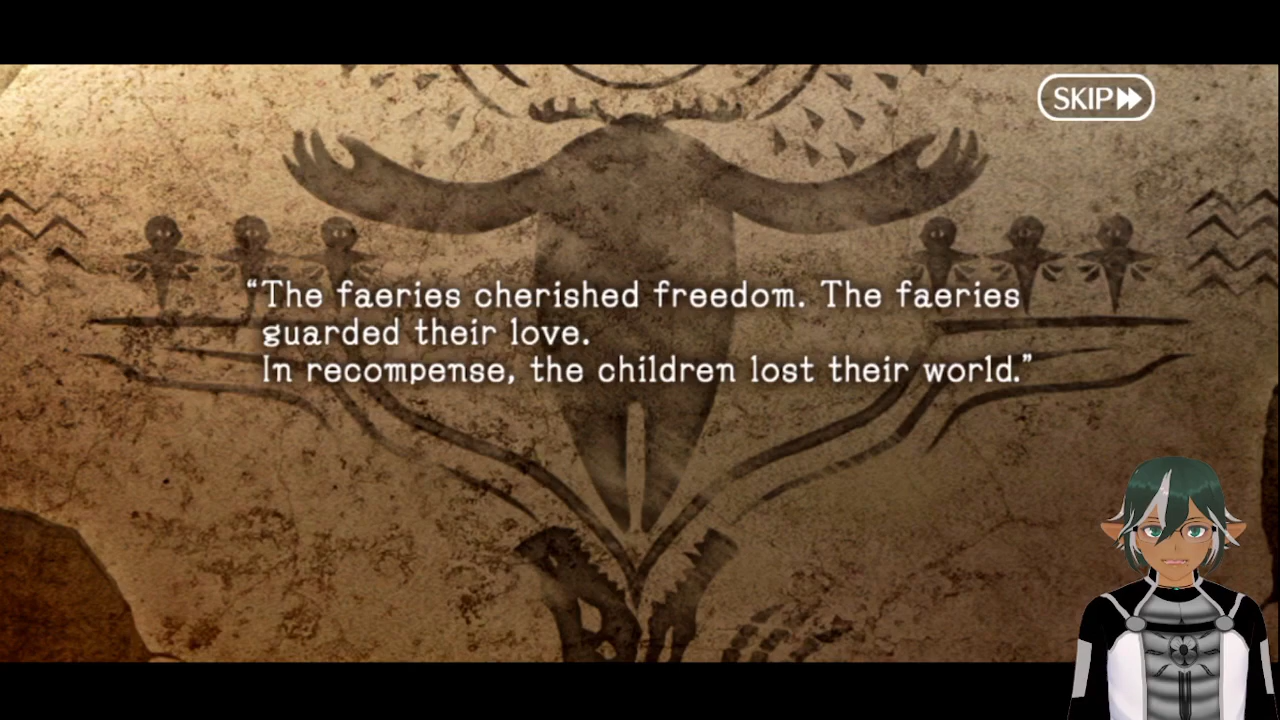 SKIP
“The faeries cherished freedom. The faeries
guarded their love.
In recompense, the children lost their world.”